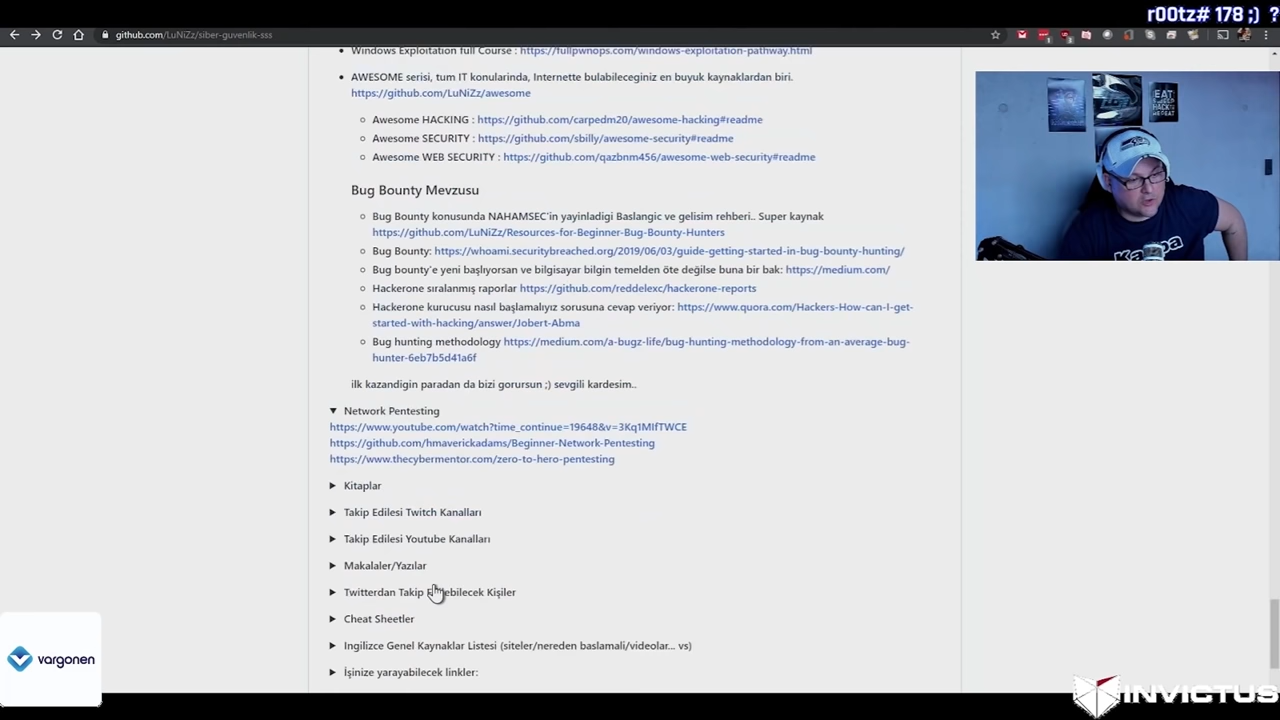 r00tz# 178 ;) ?
github.com/LuNiZz/siber-guvenlik-sss
Windows Exploitation full Course : https://fullpwnops.com/windows-exploitation-pathway.html
AWESOME serisi, tum IT konularinda, Internette bulabileceginiz en buyuk kaynaklardan biri.
https://github.com/LuNiZz/awesome
Awesome HACKING : https://github.com/carpedm20/awesome-hacking#readme
Awesome SECURITY : https://github.com/sbilly/awesome-security#readme
Awesome WEB SECURITY : https://github.com/qazbnm456/awesome-web-security#readme
Bug Bounty Mevzusu
Bug Bounty konusunda NAHAMSEC'in yayinladigi Baslangic ve gelisim rehberi.. Super kaynak
https://github.com/LuNiZz/Resources-for-Beginner-Bug-Bounty-Hunters
Bug Bounty: https://whoami.securitybreached.org/2019/06/03/guide-getting-started-in-bug-bounty-hunting/
Bug bounty'e yeni başlıyorsan ve bilgisayar bilgin temelden öte değilse buna bir bak: https://medium.com/
Hackerone sıralanmış raporlar https://github.com/reddelexc/hackerone-reports
Hackerone kurucusu nasıl başlamalıyız sorusuna cevap veriyor: https://www.quora.com/Hackers-How-can-I-get-
started-with-hacking/answer/Jobert-Abma
Bug hunting methodology https://medium.com/a-bugz-life/bug-hunting-methodology-from-an-average-bug-
hunter-6eb7b5d41a6f
ilk kazandigin paradan da bizi gorursun ;) sevgili kardesim..
Network Pentesting
https://www.youtube.com/watch?time_continue=19648&v=3Kq1MIfTWCE
https://github.com/hmaverickadams/Beginner-Network-Pentesting
https://www.thecybermentor.com/zero-to-hero-pentesting
Kitaplar
Takip Edilesi Twitch Kanalları
Takip Edilesi Youtube Kanalları
Makalaler/Yazılar
Twitterdan Takip Edilebilecek Kişiler
Cheat Sheetler
Ingilizce Genel Kaynaklar Listesi (siteler/nereden baslamali/videolar... vs)
İşinize yarayabilecek linkler:
vargonen
INVICTUS